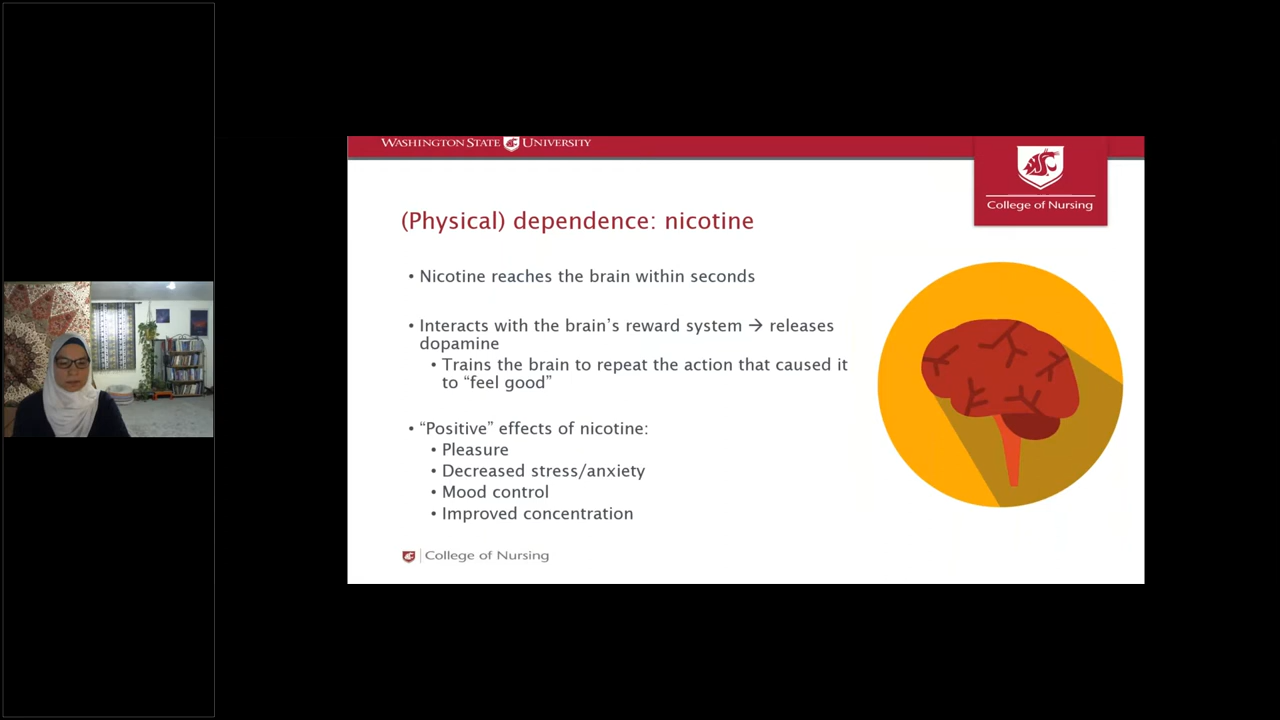 WASHINGTON STATE UNIVERSITY
College of Nursing
(Physical) dependence: nicotine
• Nicotine reaches the brain within seconds
• Interacts with the brain’s reward system → releases
dopamine
• Trains the brain to repeat the action that caused it
to “feel good”
• “Positive” effects of nicotine:
• Pleasure
• Decreased stress/anxiety
• Mood control
• Improved concentration
College of Nursing